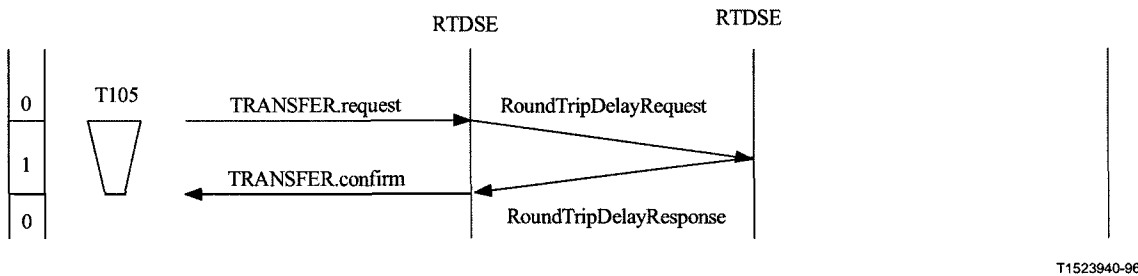 RTDSE
RTDSE
T105
0
TRANSFER.request
RoundTripDelayRequest
1
TRANSFER.confirm
RoundTripDelayResponse
0
T1523940-96